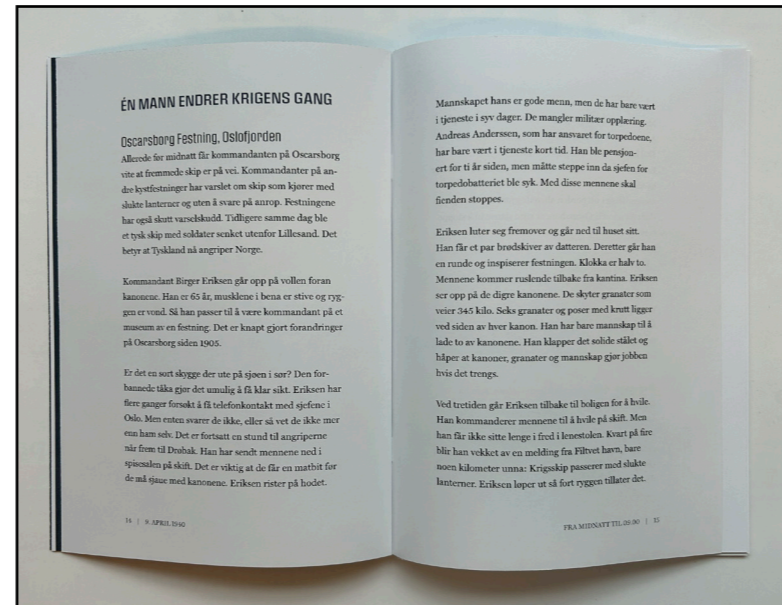 ÉN MANN ENDRER KRIGENS GANG
Oscarsborg Festning, Oslofjorden
Allerede før midnatt får kommandanten på Oscarsborg
vite at fremmede skip er på vei. Kommandanter på an-
dre kystfestninger har varslet om skip som kjører med
slukte lanterner og uten å svare på anrop. Festningene
har også skutt varselskudd. Tidligere samme dag ble
et tysk skip med soldater senket utenfor Lillesand. Det
betyr at Tyskland nå angriper Norge.
Kommandant Birger Eriksen går opp på vollen foran
kanonene. Han er 65 år, musklene i bena er stive og ryg-
gen er vond. Så han passer til å være kommandant på et
museum av en festning. Det er knapt gjort forandringer
på Oscarsborg siden 1905.
Er det en sort skygge der ute på sjøen i sør? Den for-
bannede tåka gjør det umulig å få klar sikt. Eriksen har
flere ganger forsøkt å få telefonkontakt med sjefene i
Oslo. Men enten svarer de ikke, eller så vet de ikke mer
enn ham selv. Det er fortsatt en stund til angriperne
når frem til Drøbak. Han har sendt mennene ned i
spisesalen på skift. Det er viktig at de får en matbit før
de må sjaue med kanonene. Eriksen rister på hodet.
14 | 9. APRIL 1940
Mannskapet hans er gode menn, men de har bare vært
i tjeneste i syv dager. De mangler militær opplæring.
Andreas Anderssen, som har ansvaret for torpedoene,
har bare vært i tjeneste kort tid. Han ble pensjon-
ert for ti år siden, men måtte steppe inn da sjefen for
torpedobatteriet ble syk. Med disse mennene skal
fienden stoppes.
Eriksen luter seg fremover og går ned til huset sitt.
Han får et par brødskiver av datteren. Deretter går han
en runde og inspiserer festningen. Klokka er halv to.
Mennene kommer ruslende tilbake fra kantina. Eriksen
ser opp på de digre kanonene. De skyter granater som
veier 345 kilo. Seks granater og poser med krutt ligger
ved siden av hver kanon. Han har bare mannskap til å
lade to av kanonene. Han klapper det solide stålet og
håper at kanoner, granater og mannskap gjør jobben
hvis det trengs.
Ved tretiden går Eriksen tilbake til boligen for å hvile.
Han kommanderer mennene til å hvile på skift. Men
han får ikke sitte lenge i fred i lenestolen. Kvart på fire
blir han vekket av en melding fra Filtvet havn, bare
noen kilometer unna: Krigsskip passerer med slukte
lanterner. Eriksen løper ut så fort ryggen tillater det.
FRA MIDNATT TIL 09.00 | 15